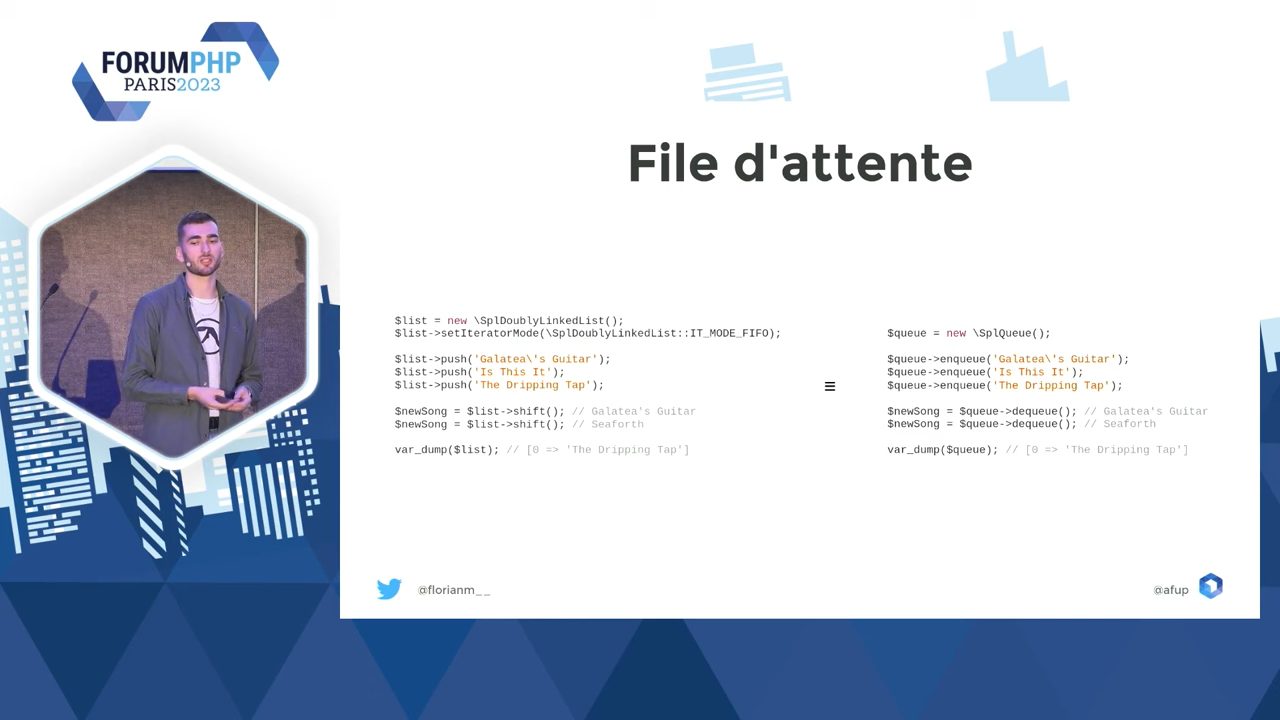 FORUMPHP
PARIS2023
File d'attente
$list = new \SplDoublyLinkedList();
$list->setIteratorMode(\SplDoublyLinkedList::IT_MODE_FIFO);
$list->push('Galatea\'s Guitar');
$list->push('Is This It');
$list->push('The Dripping Tap');
$newSong = $list->shift(); // Galatea's Guitar
$newSong = $list->shift(); // Seaforth
var_dump($list); // [0 => 'The Dripping Tap']
≡
$queue = new \SplQueue();
$queue->enqueue('Galatea\'s Guitar');
$queue->enqueue('Is This It');
$queue->enqueue('The Dripping Tap');
$newSong = $queue->dequeue(); // Galatea's Guitar
$newSong = $queue->dequeue(); // Seaforth
var_dump($queue); // [0 => 'The Dripping Tap']
@florianm__
@afup